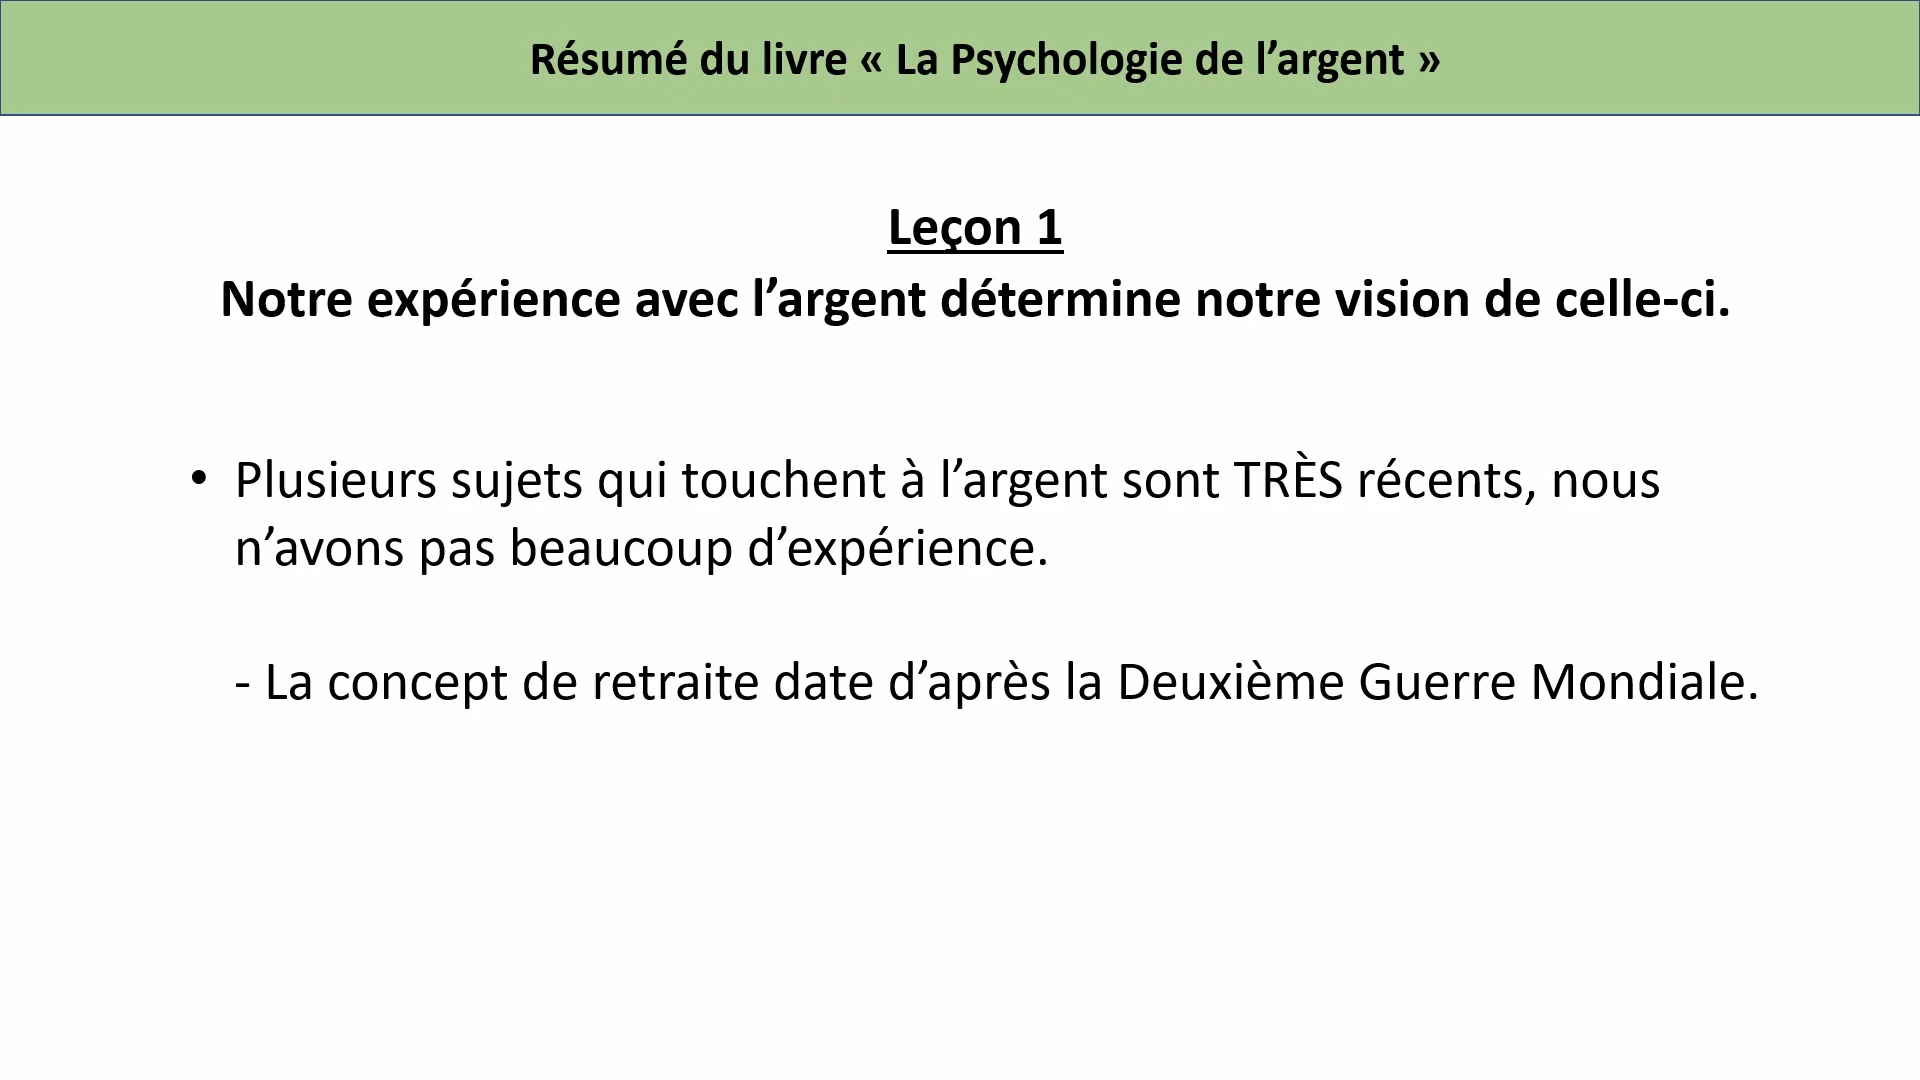 Résumé du livre « La Psychologie de l’argent »
Leçon 1
Notre expérience avec l’argent détermine notre vision de celle-ci.
• Plusieurs sujets qui touchent à l’argent sont TRÈS récents, nous
n’avons pas beaucoup d’expérience.
- La concept de retraite date d’après la Deuxième Guerre Mondiale.